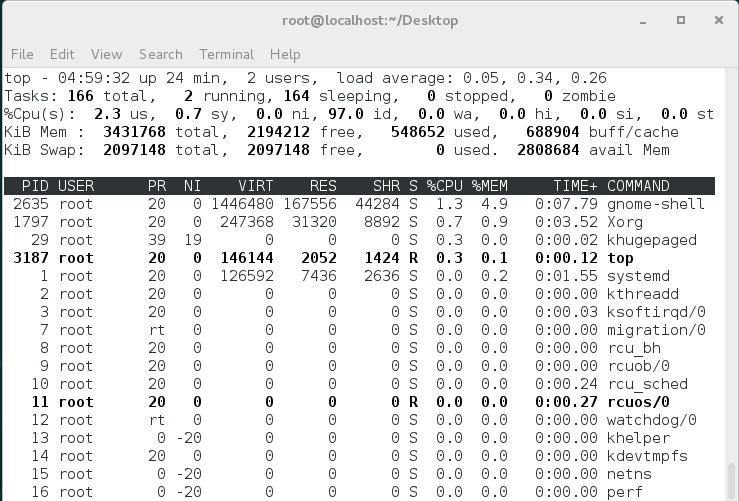 root@localhost:~/Desktop
File Edit View Search Terminal Help
top - 04:59:32 up 24 min,  2 users,  load average: 0.05, 0.34, 0.26
Tasks: 166 total,   2 running, 164 sleeping,   0 stopped,   0 zombie
%Cpu(s):  2.3 us,  0.7 sy,  0.0 ni, 97.0 id,  0.0 wa,  0.0 hi,  0.0 si,  0.0 st
KiB Mem :  3431768 total,  2194212 free,   548652 used,   688904 buff/cache
KiB Swap:  2097148 total,  2097148 free,        0 used.  2808684 avail Mem
PID USER      PR  NI    VIRT    RES    SHR S %CPU %MEM     TIME+ COMMAND
2635 root      20   0 1446480 167556  44284 S  1.3  4.9   0:07.79 gnome-shell
1797 root      20   0  247368  31320   8892 S  0.7  0.9   0:03.52 Xorg
29 root      39  19       0      0      0 S  0.3  0.0   0:00.02 khugepaged
3187 root      20   0  146144   2052   1424 R  0.3  0.1   0:00.12 top
1 root      20   0  126592   7436   2636 S  0.0  0.2   0:01.55 systemd
2 root      20   0       0      0      0 S  0.0  0.0   0:00.00 kthreadd
3 root      20   0       0      0      0 S  0.0  0.0   0:00.03 ksoftirqd/0
7 root      rt   0       0      0      0 S  0.0  0.0   0:00.00 migration/0
8 root      20   0       0      0      0 S  0.0  0.0   0:00.00 rcu_bh
9 root      20   0       0      0      0 S  0.0  0.0   0:00.00 rcuob/0
10 root      20   0       0      0      0 S  0.0  0.0   0:00.24 rcu_sched
11 root      20   0       0      0      0 R  0.0  0.0   0:00.27 rcuos/0
12 root      rt   0       0      0      0 S  0.0  0.0   0:00.00 watchdog/0
13 root       0 -20       0      0      0 S  0.0  0.0   0:00.00 khelper
14 root      20   0       0      0      0 S  0.0  0.0   0:00.00 kdevtmpfs
15 root       0 -20       0      0      0 S  0.0  0.0   0:00.00 netns
16 root       0 -20       0      0      0 S  0.0  0.0   0:00.00 perf